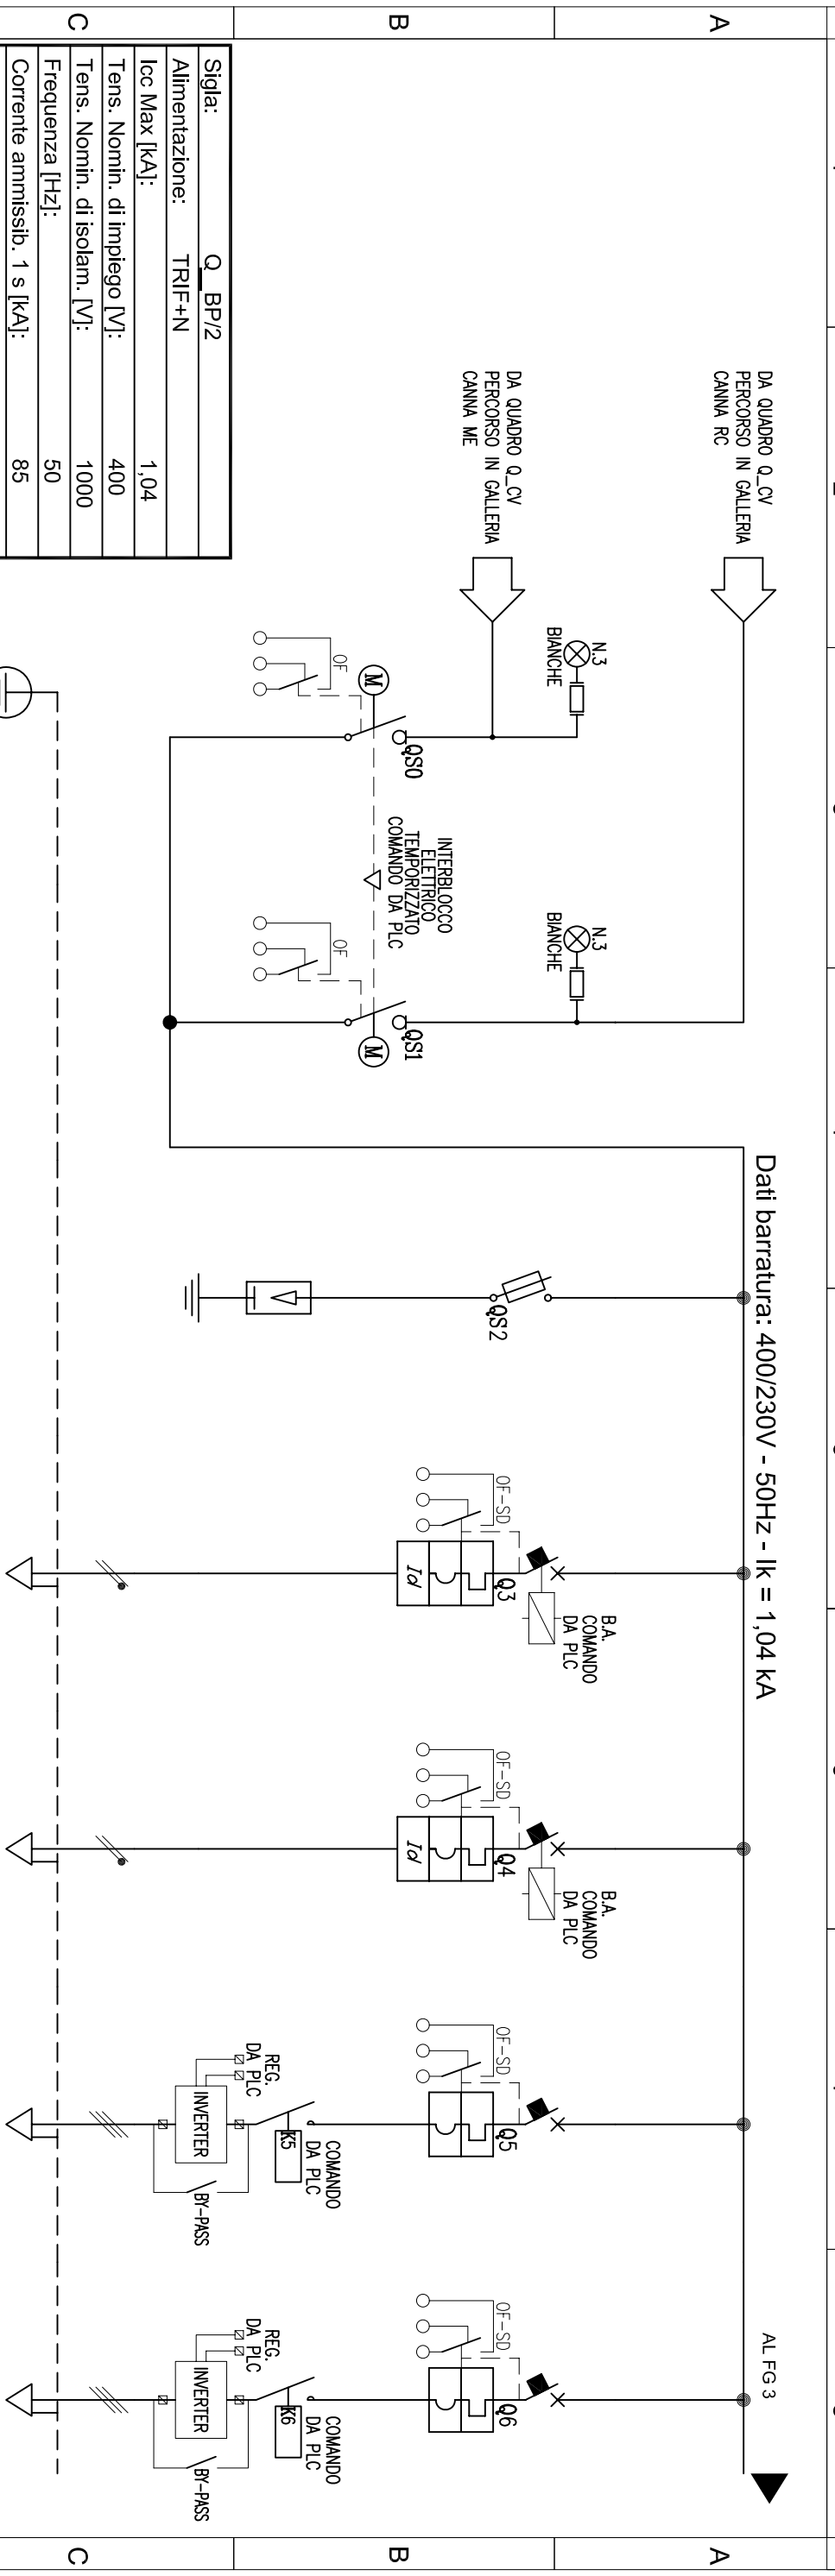 A
B
C
DA QUADRO Q_CV
PERCORSO IN GALLERIA
CANNA RC
DA QUADRO Q_CV
PERCORSO IN GALLERIA
CANNA ME
N.3
BIANCHE
N.3
BIANCHE
OF
M
QS0
INTERBLOCCO
ELETTRICO
TEMPORIZZATO
COMANDO DA PLC
OF
M
QS1
Dati barratura: 400/230V - 50Hz - Ik = 1,04 kA
QS2
OF-SD
Q3
Id
B.A.
COMANDO
DA PLC
OF-SD
Q4
Id
B.A.
COMANDO
DA PLC
OF-SD
Q5
K5
COMANDO
DA PLC
REG.
DA PLC
INVERTER
BY-PASS
OF-SD
Q6
K6
COMANDO
DA PLC
REG.
DA PLC
INVERTER
BY-PASS
AL FG 3
Sigla: Q_BP/2
Alimentazione: TRIF+N
Icc Max [kA]: 1,04
Tens. Nomin. di impiego [V]: 400
Tens. Nomin. di isolam. [V]: 1000
Frequenza [Hz]: 50
Corrente ammissib. 1 s [kA]: 85
A
B
C